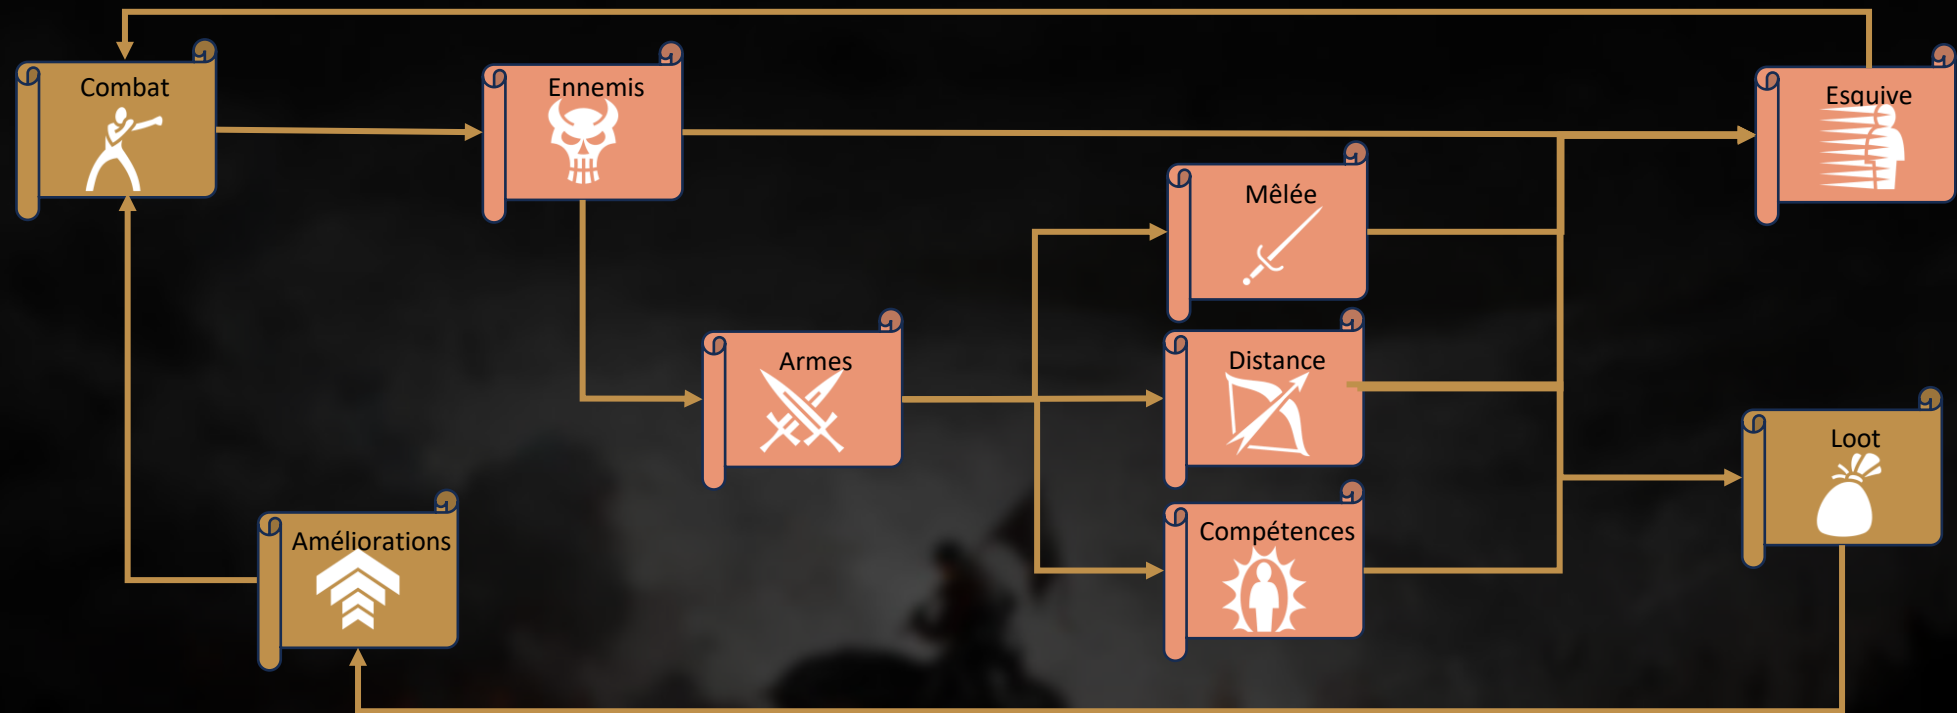 Combat
Ennemis
Esquive
Mêlée
Armes
Distance
Loot
Améliorations
Compétences